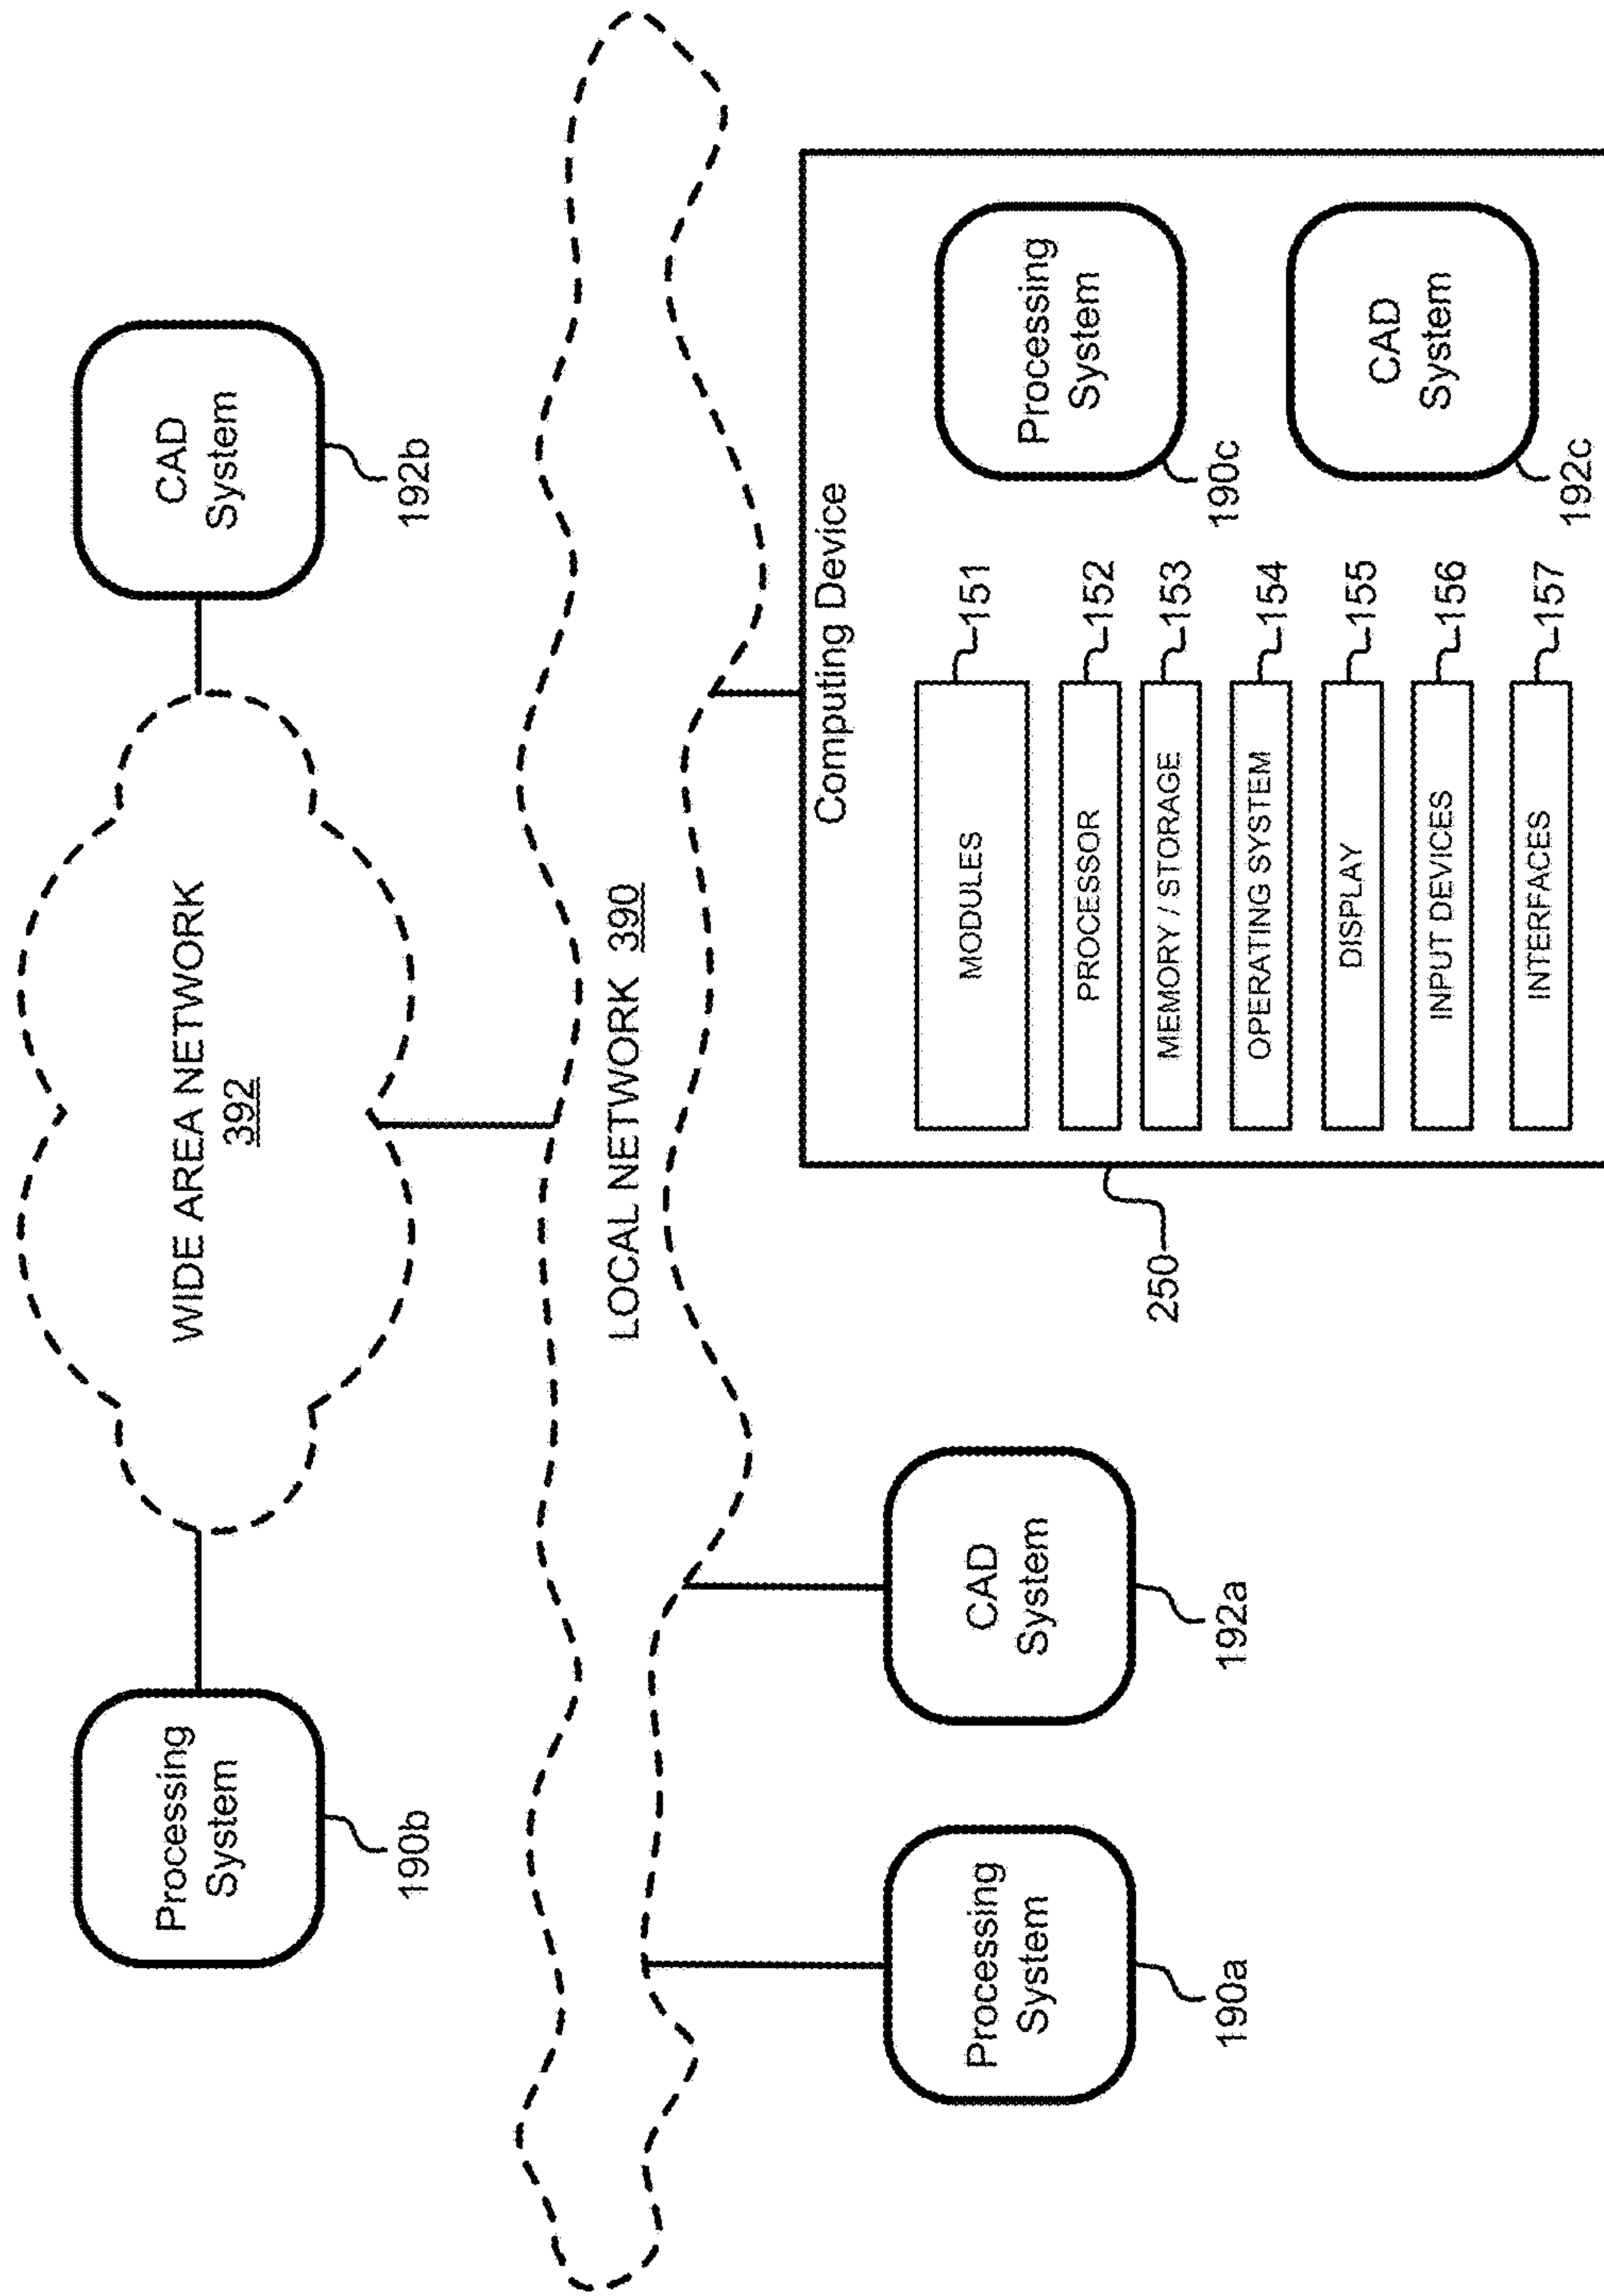 Processing
System
190b
WIDE AREA NETWORK
392
CAD
System
192b
LOCAL NETWORK 390
Processing
System
190a
CAD
System
192a
250
Computing Device
MODULES
151
PROCESSOR
152
MEMORY / STORAGE
153
OPERATING SYSTEM
154
DISPLAY
155
INPUT DEVICES
156
INTERFACES
157
Processing
System
190c
CAD
System
192c